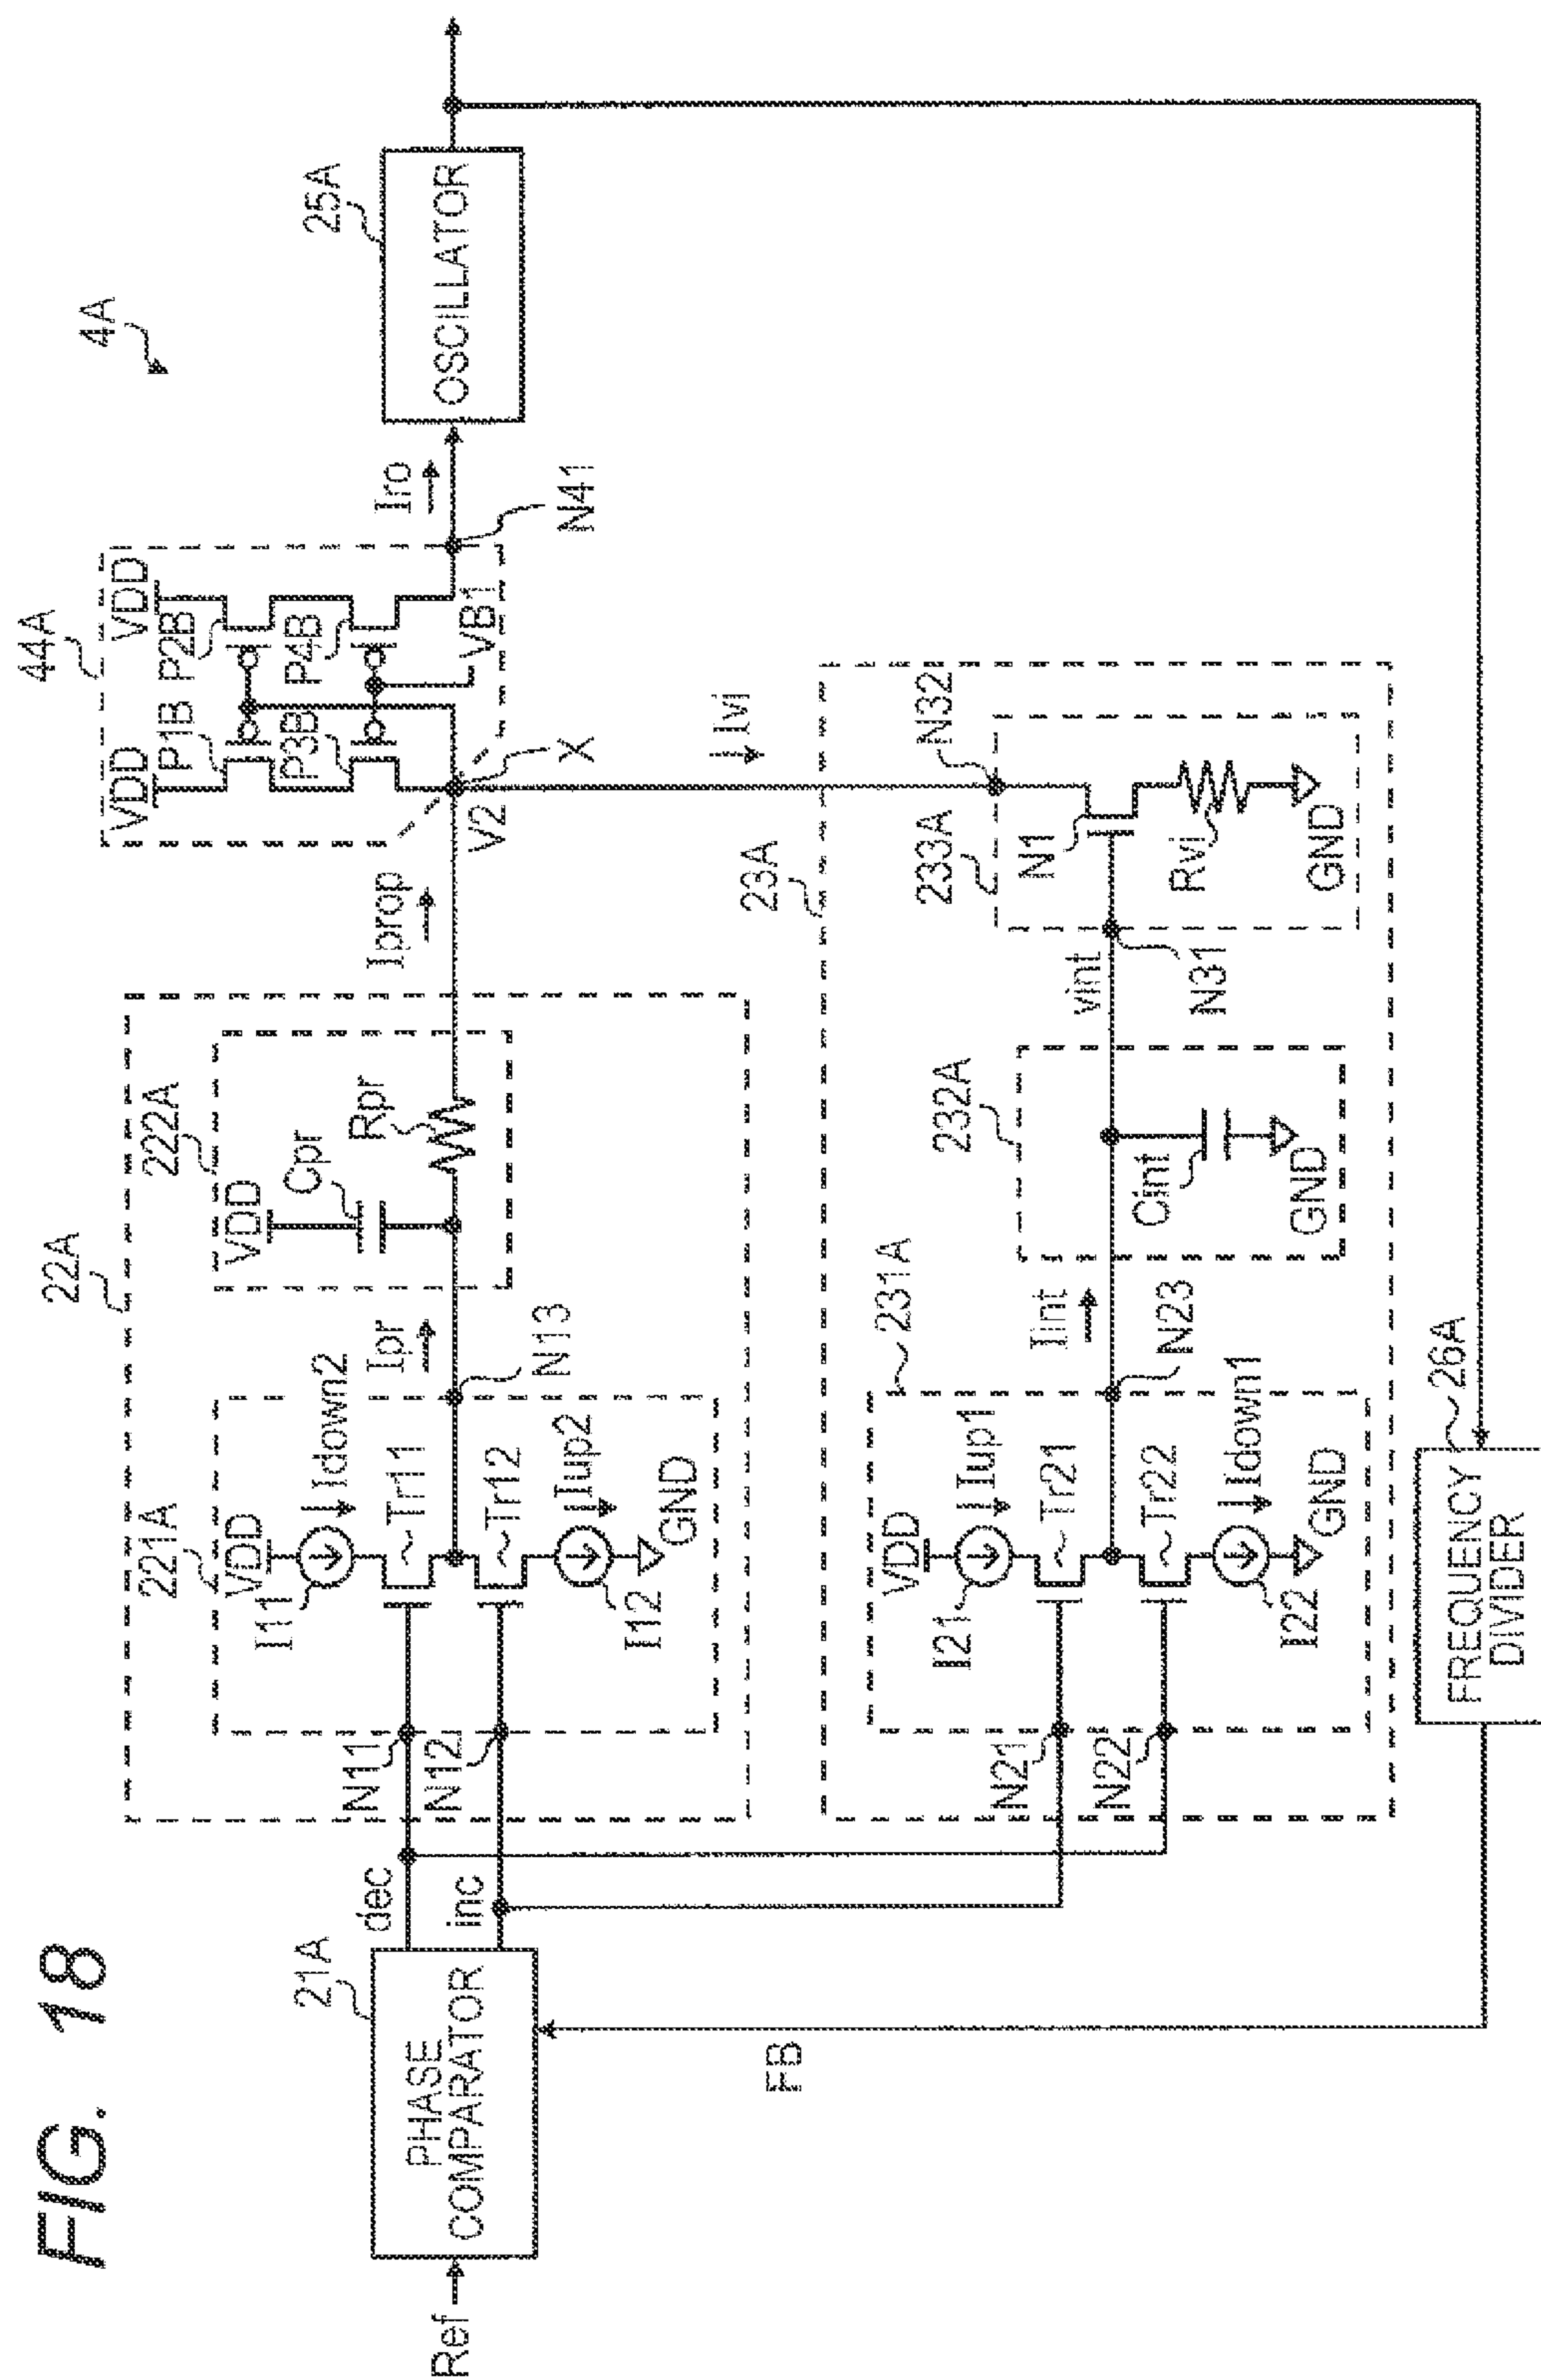 FIG. 18
4A
Ref
PHASE
COMPARATOR
21A
dec
inc
FB
22A
221A
VDD
I11
Idown2
Tr11
Tr12
Iup2
I12
GND
N11
N12
N13
Ipr
222A
VDD
Cpr
Rpr
Iprop
V2
X
44A
VDD
P1B
P2B
VDD
P3B
P4B
VB1
N41
Iro
OSCILLATOR
25A
Ivi
23A
231A
VDD
I21
Iup1
Tr21
Tr22
Idown1
I22
GND
N21
N22
N23
Iint
232A
Cint
GND
vint
N31
233A
N32
N1
Rvi
GND
FREQUENCY
DIVIDER
26A